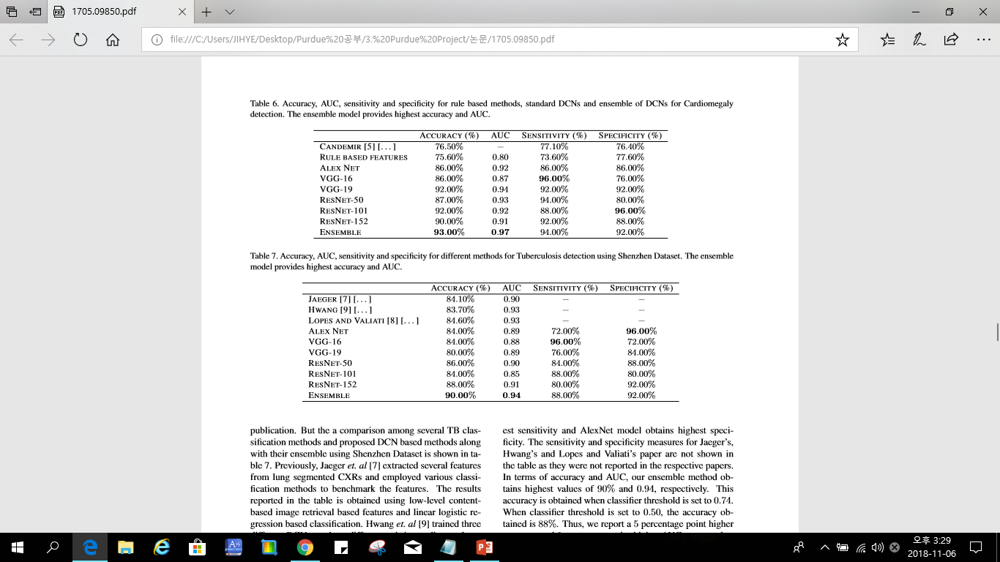 1705.09850.pdf
file:///C:/Users/JIHYE/Desktop/Purdue%20공부/3.%20Purdue%20Project/논문/1705.09850.pdf
Table 6. Accuracy, AUC, sensitivity and specificity for rule based methods, standard DCNs and ensemble of DCNs for Cardiomegaly
detection. The ensemble model provides highest accuracy and AUC.
ACCURACY (%) AUC SENSITIVITY (%) SPECIFICITY (%)
CANDEMIR [5] [...] 76.50% — 77.10% 76.40%
RULE BASED FEATURES 75.60% 0.80 73.60% 77.60%
ALEX NET 86.00% 0.92 86.00% 86.00%
VGG-16 86.00% 0.87 96.00% 76.00%
VGG-19 92.00% 0.94 92.00% 92.00%
RESNET-50 87.00% 0.93 94.00% 80.00%
RESNET-101 92.00% 0.92 88.00% 96.00%
RESNET-152 90.00% 0.91 92.00% 88.00%
ENSEMBLE 93.00% 0.97 94.00% 92.00%
Table 7. Accuracy, AUC, sensitivity and specificity for different methods for Tuberculosis detection using Shenzhen Dataset. The ensemble
model provides highest accuracy and AUC.
ACCURACY (%) AUC SENSITIVITY (%) SPECIFICITY (%)
JAEGER [7] [...] 84.10% 0.90 — —
HWANG [9] [...] 83.70% 0.93 — —
LOPES AND VALIATI [8] [...] 84.60% 0.93 — —
ALEX NET 84.00% 0.89 72.00% 96.00%
VGG-16 84.00% 0.88 96.00% 72.00%
VGG-19 80.00% 0.89 76.00% 84.00%
RESNET-50 86.00% 0.90 84.00% 88.00%
RESNET-101 84.00% 0.85 88.00% 80.00%
RESNET-152 88.00% 0.91 80.00% 92.00%
ENSEMBLE 90.00% 0.94 88.00% 92.00%
publication. But the a comparison among several TB clas-
sification methods and proposed DCN based methods along
with their ensemble using Shenzhen Dataset is shown in ta-
ble 7. Previously, Jaeger et. al [7] extracted several features
from lung segmented CXRs and employed various classi-
fication methods to benchmark the features. The results
reported in the table is obtained using low-level content-
based image retrieval based features and linear logistic re-
gression based classification. Hwang et. al [9] trained three
est sensitivity and AlexNet model obtains highest speci-
ficity. The sensitivity and specificity measures for Jaeger's,
Hwang's and Lopes and Valiati's paper are not shown in
the table as they were not reported in the respective papers.
In terms of accuracy and AUC, our ensemble method ob-
tains highest values of 90% and 0.94, respectively. This
accuracy is obtained when classifier threshold is set to 0.74.
When classifier threshold is set to 0.50, the accuracy ob-
tained is 88%. Thus, we report a 5 percentage point higher
오후 3:29
2018-11-06